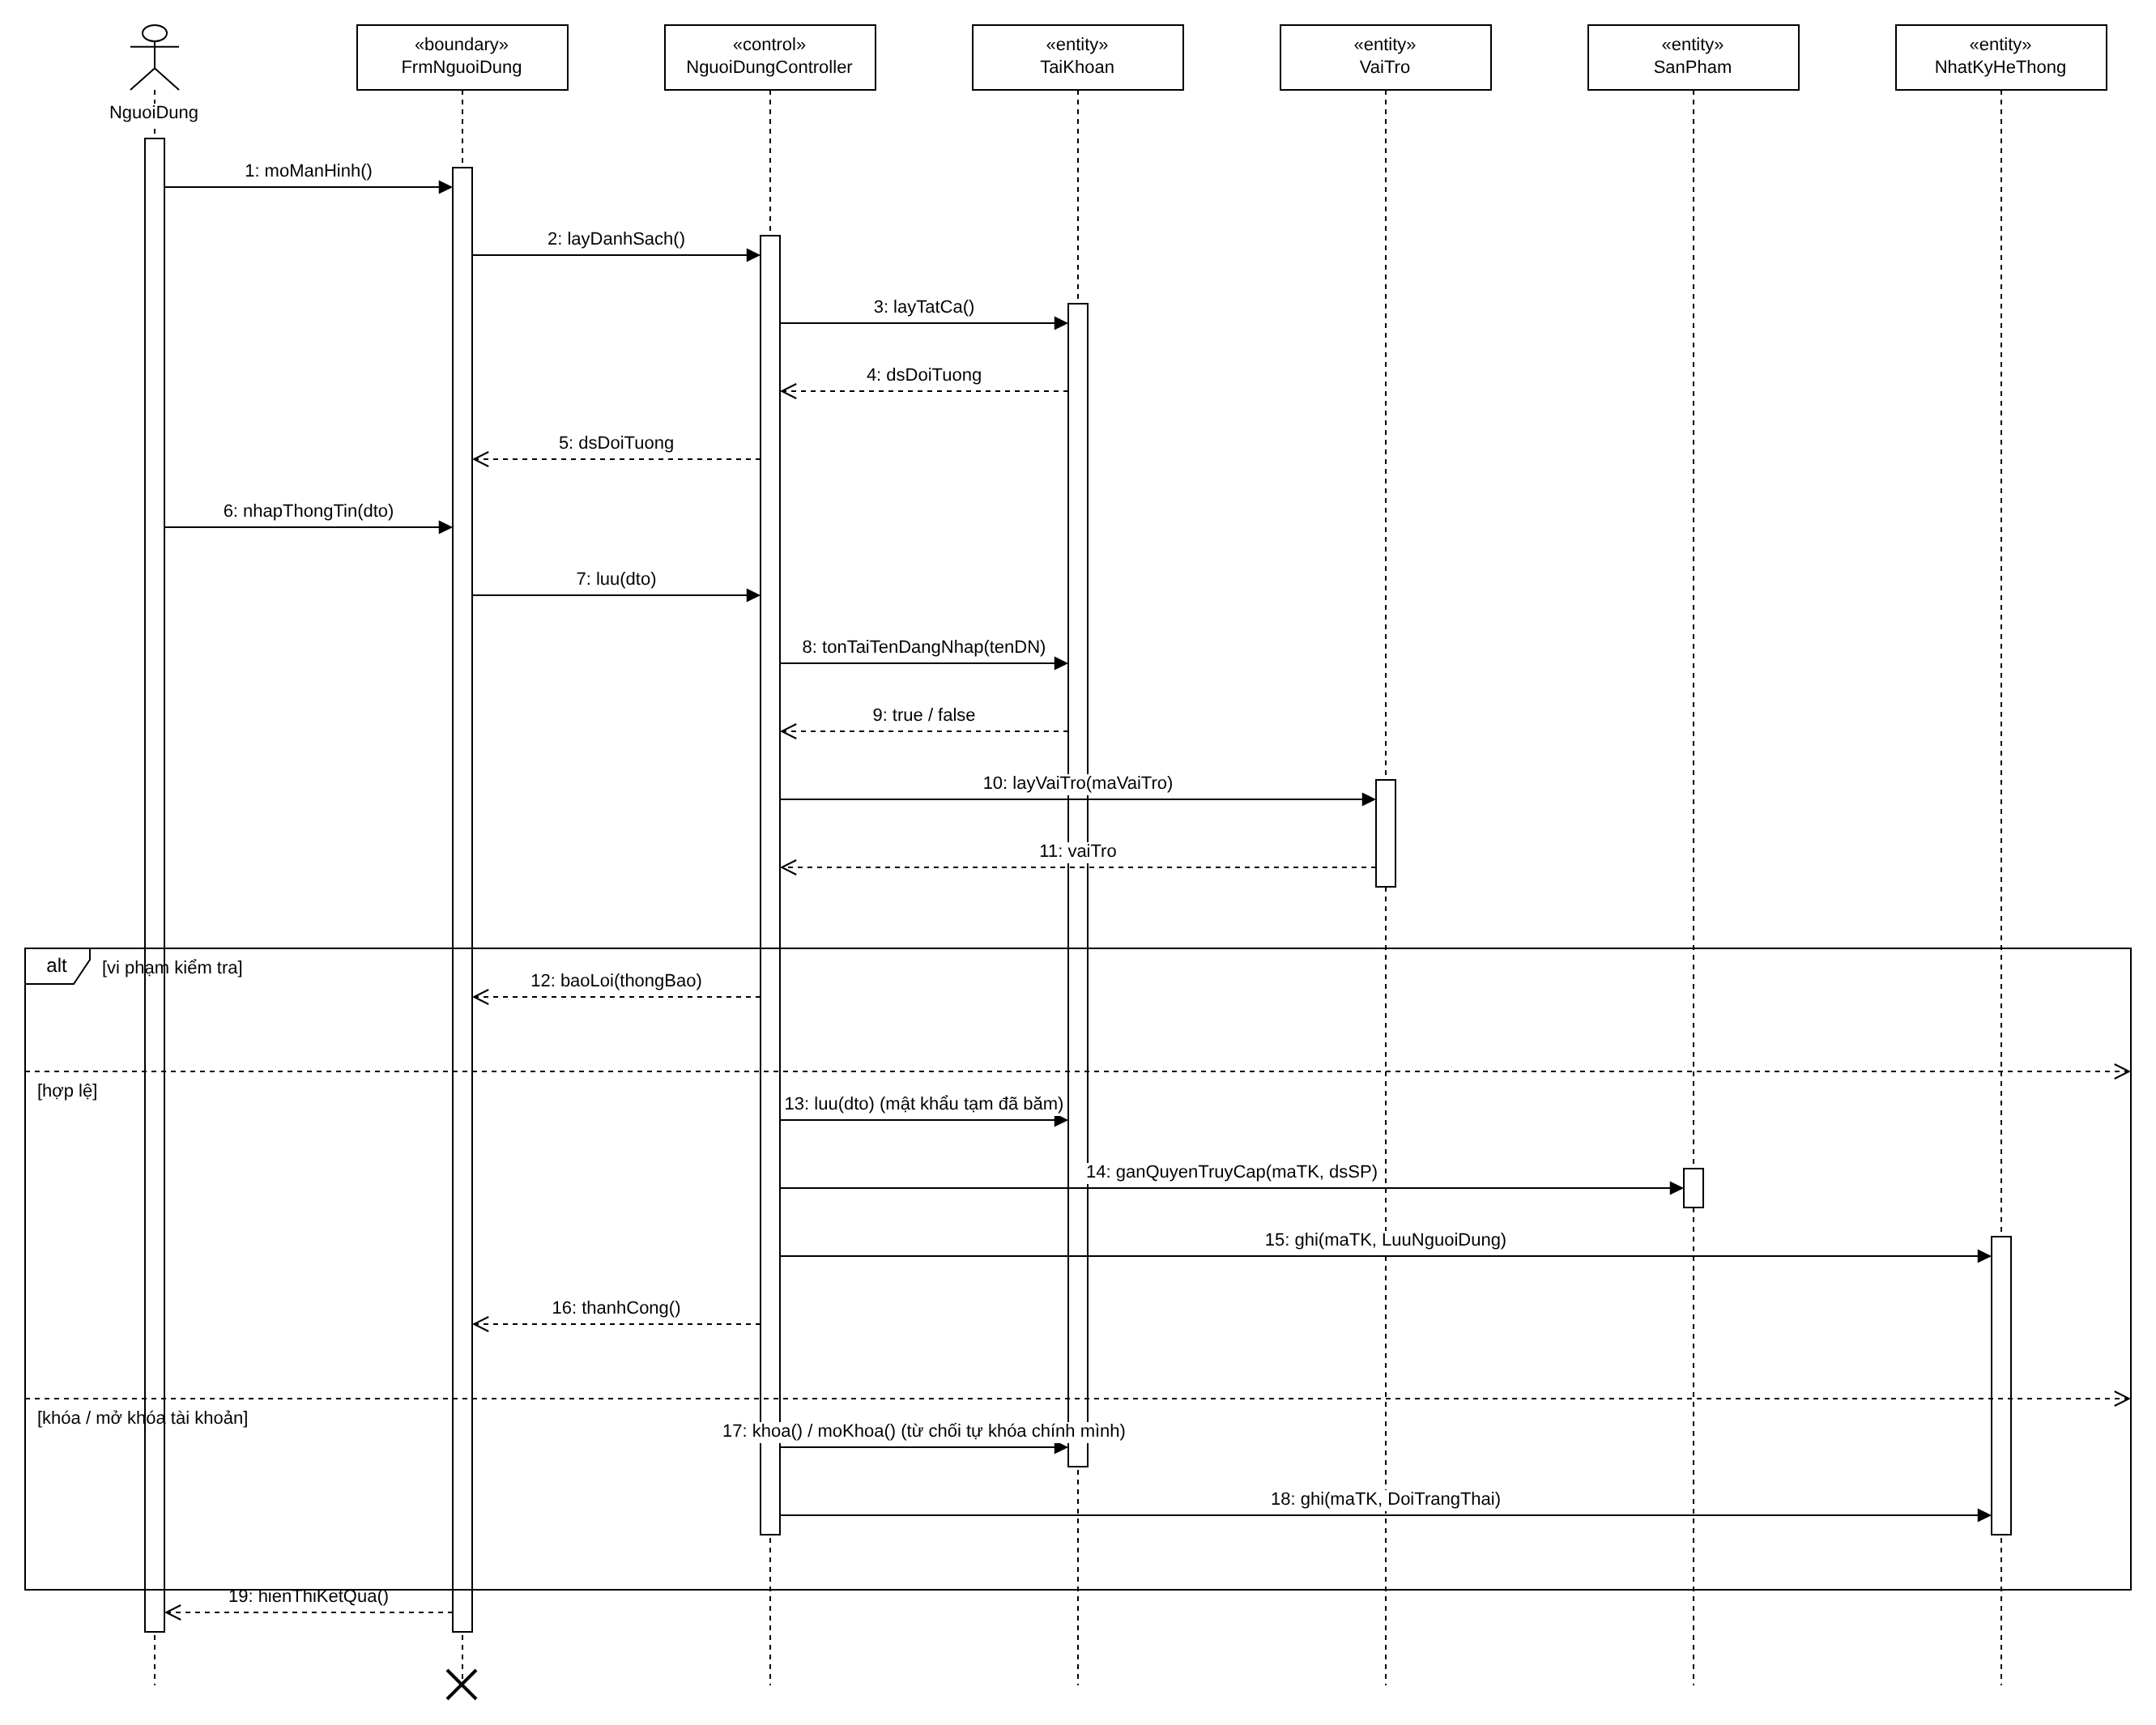 «boundary»
FrmNguoiDung
«control»
NguoiDungController
«entity»
TaiKhoan
«entity»
VaiTro
«entity»
SanPham
«entity»
NhatKyHeThong
NguoiDung
1: moManHinh()
2: layDanhSach()
3: layTatCa()
4: dsDoiTuong
5: dsDoiTuong
6: nhapThongTin(dto)
7: luu(dto)
8: tonTaiTenDangNhap(tenDN)
9: true / false
10: layVaiTro(maVaiTro)
11: vaiTro
alt
[vi phạm kiểm tra]
12: baoLoi(thongBao)
[hợp lệ]
13: luu(dto) (mật khẩu tạm đã băm)
14: ganQuyenTruyCap(maTK, dsSP)
15: ghi(maTK, LuuNguoiDung)
16: thanhCong()
[khóa / mở khóa tài khoản]
17: khoa() / moKhoa() (từ chối tự khóa chính mình)
18: ghi(maTK, DoiTrangThai)
19: hienThiKetQua()